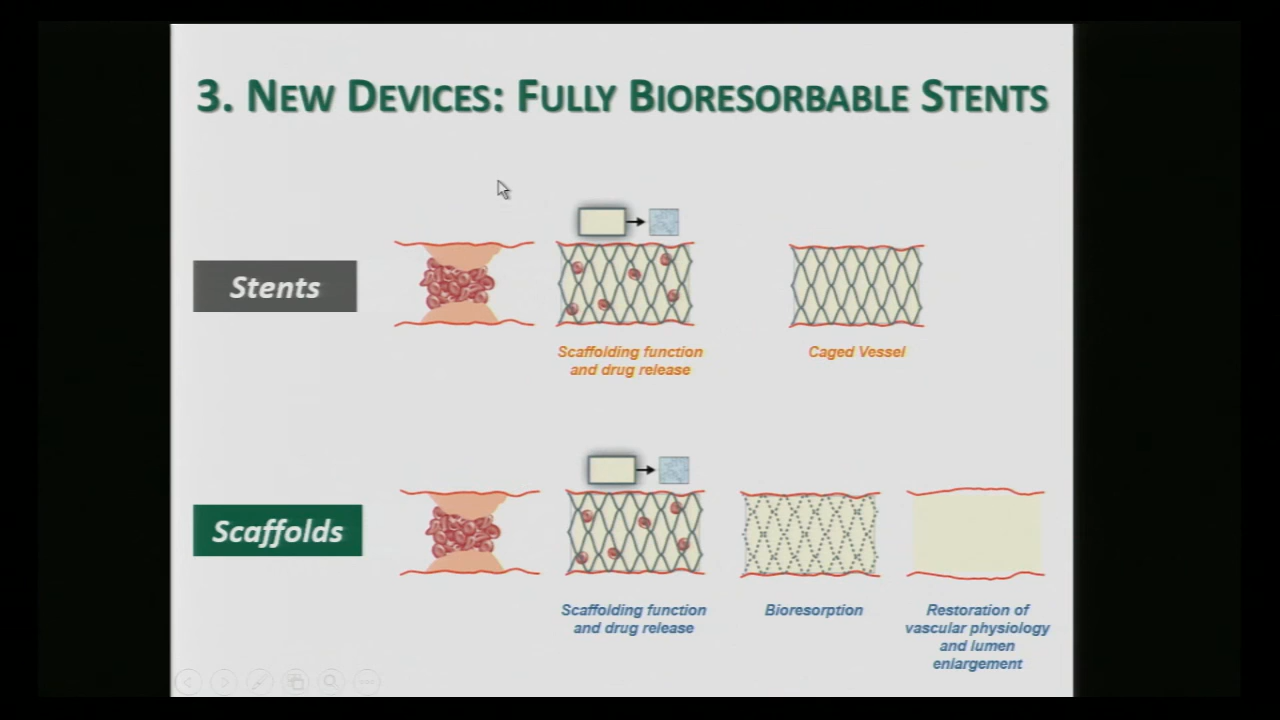 3. New Devices: Fully Bioresorbable Stents
Stents
Scaffolding function
and drug release
Caged Vessel
Scaffolds
Scaffolding function
and drug release
Bioresorption
Restoration of
vascular physiology
and lumen
enlargement